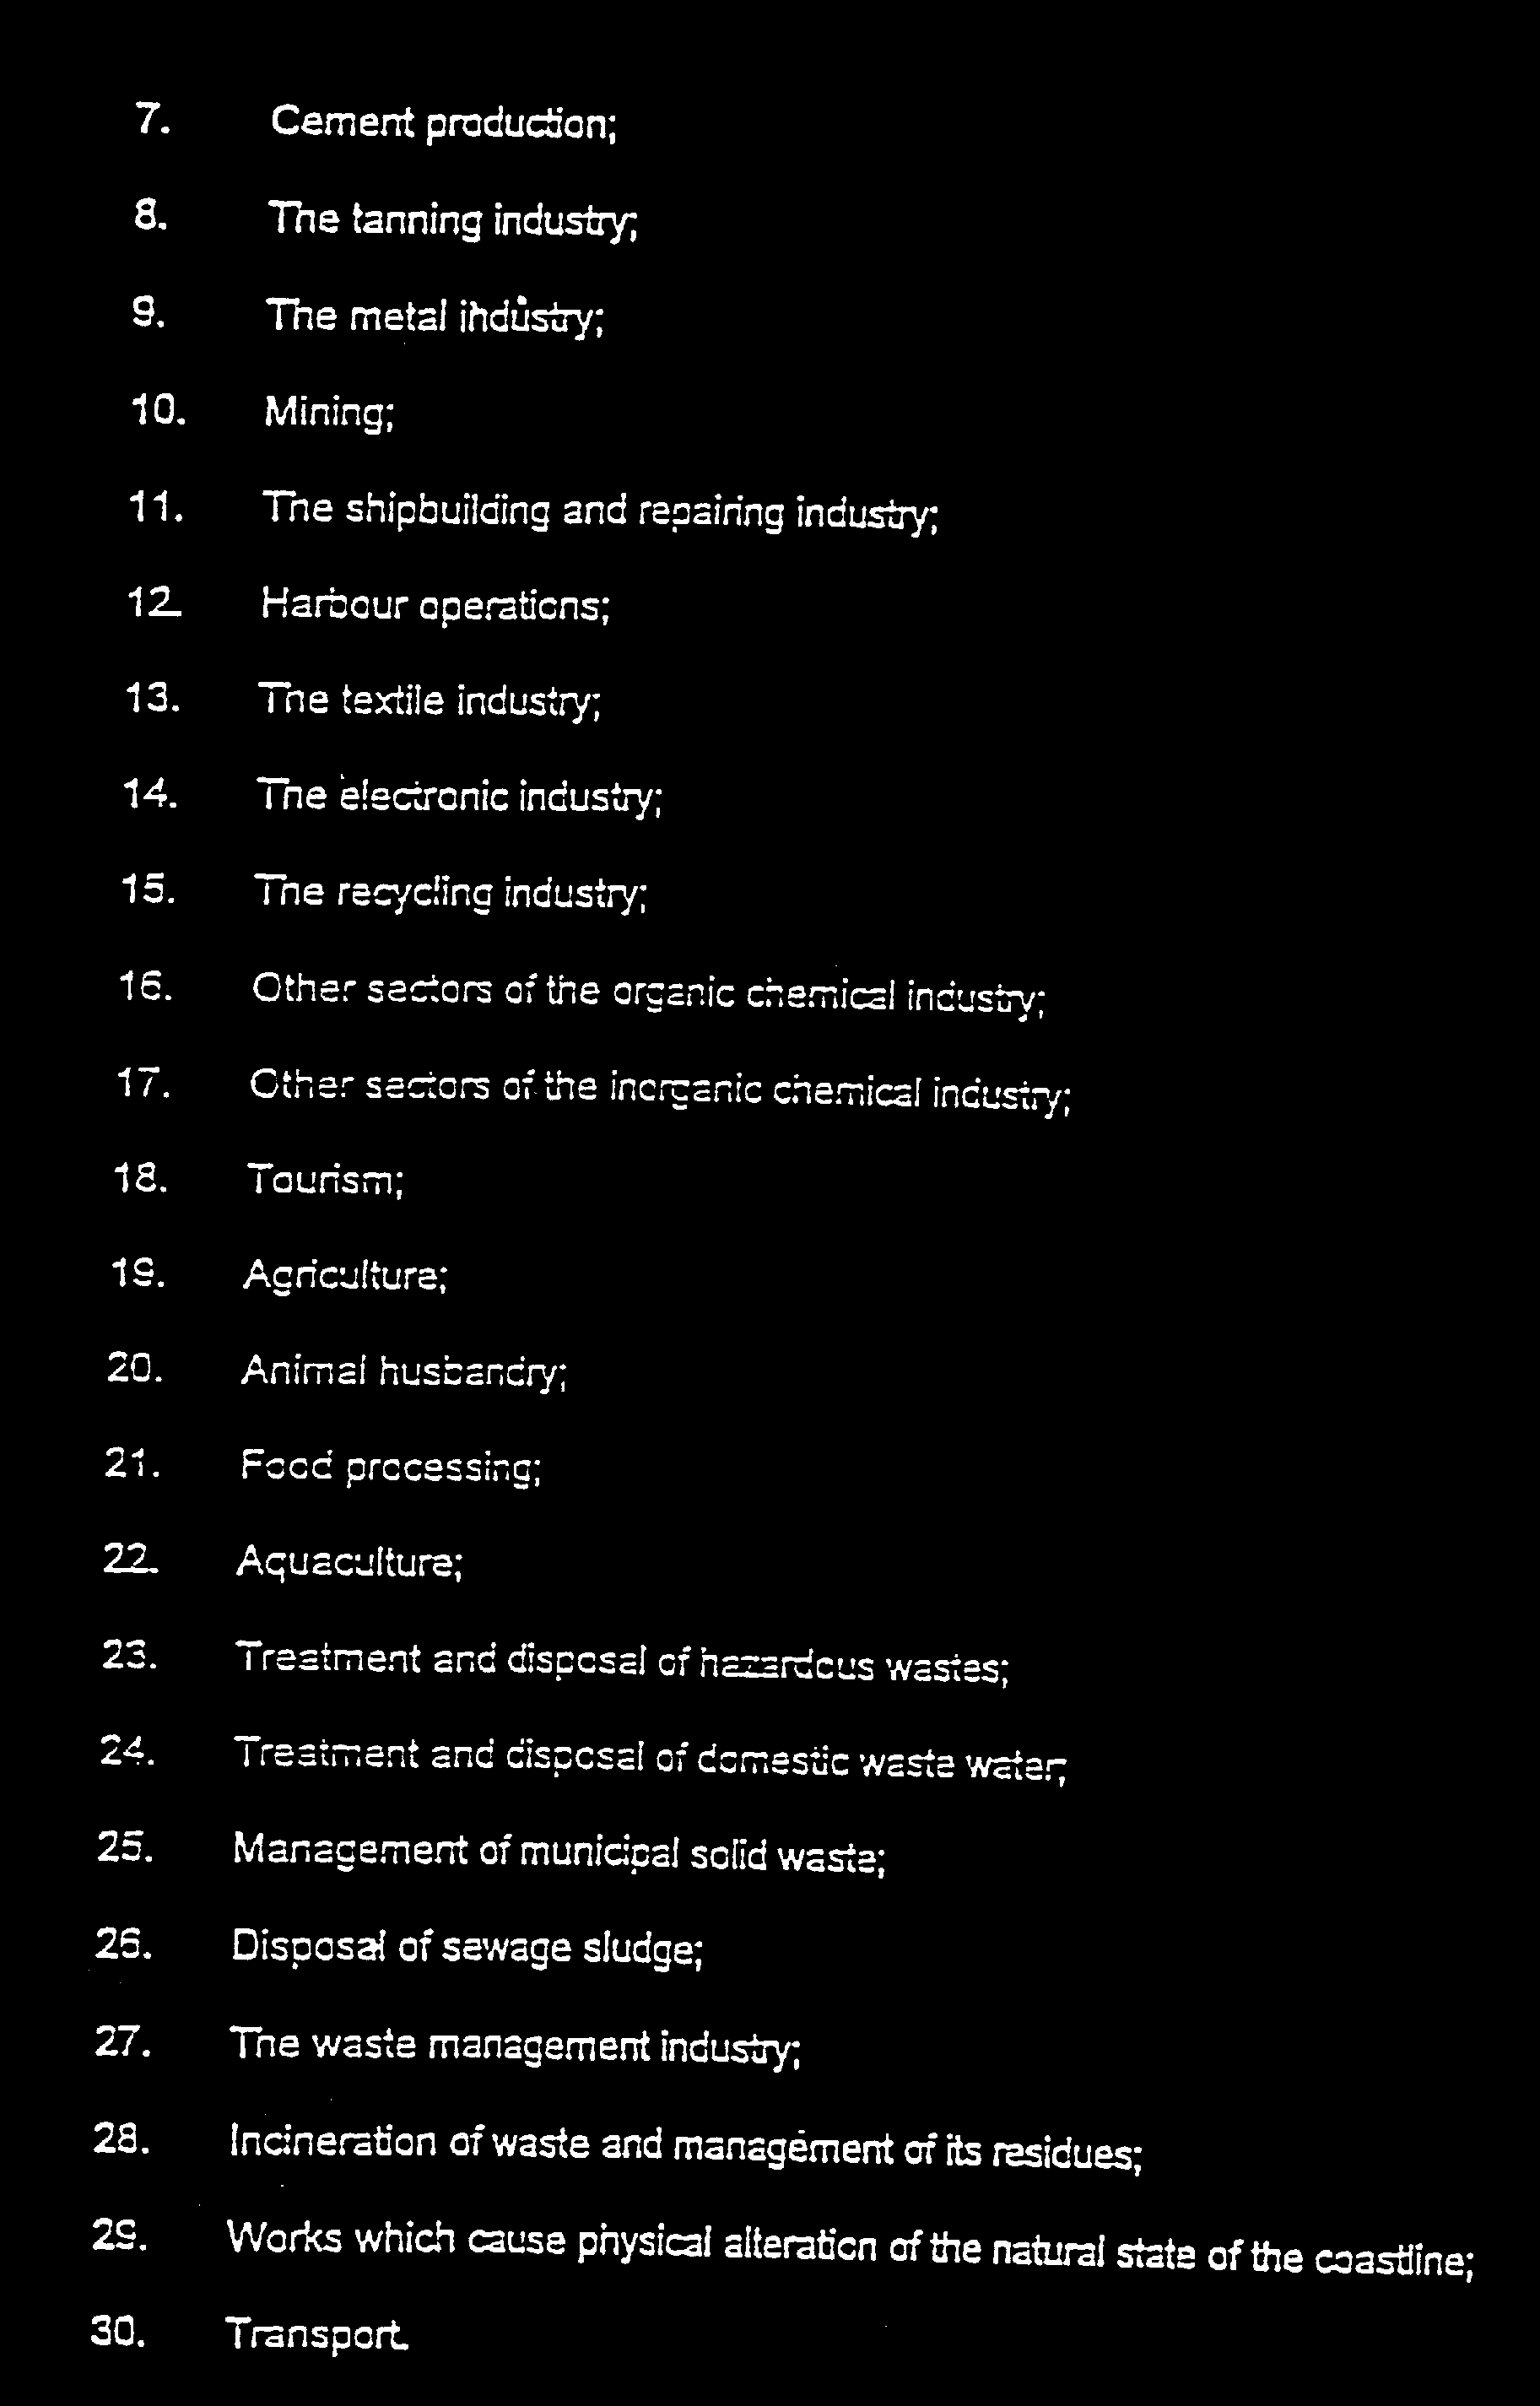 7. Cement production;
8. The tanning industry;
9. The metal industry;
10. Mining;
11. The shipbuilding and repairing industry;
12. Harbour operations;
13. The textile industry;
14. The electronic industry;
15. The recycling industry;
16. Other sectors of the organic chemical industry;
17. Other sectors of the inorganic chemical industry;
18. Tourism;
19. Agriculture;
20. Animal husbandry;
21. Food processing;
22. Aquaculture;
23. Treatment and disposal of hazardous wastes;
24. Treatment and disposal of domestic waste water;
25. Management of municipal solid waste;
26. Disposal of sewage sludge;
27. The waste management industry;
28. Incineration of waste and management of its residues;
29. Works which cause physical alteration of the natural state of the coastline;
30. Transport.